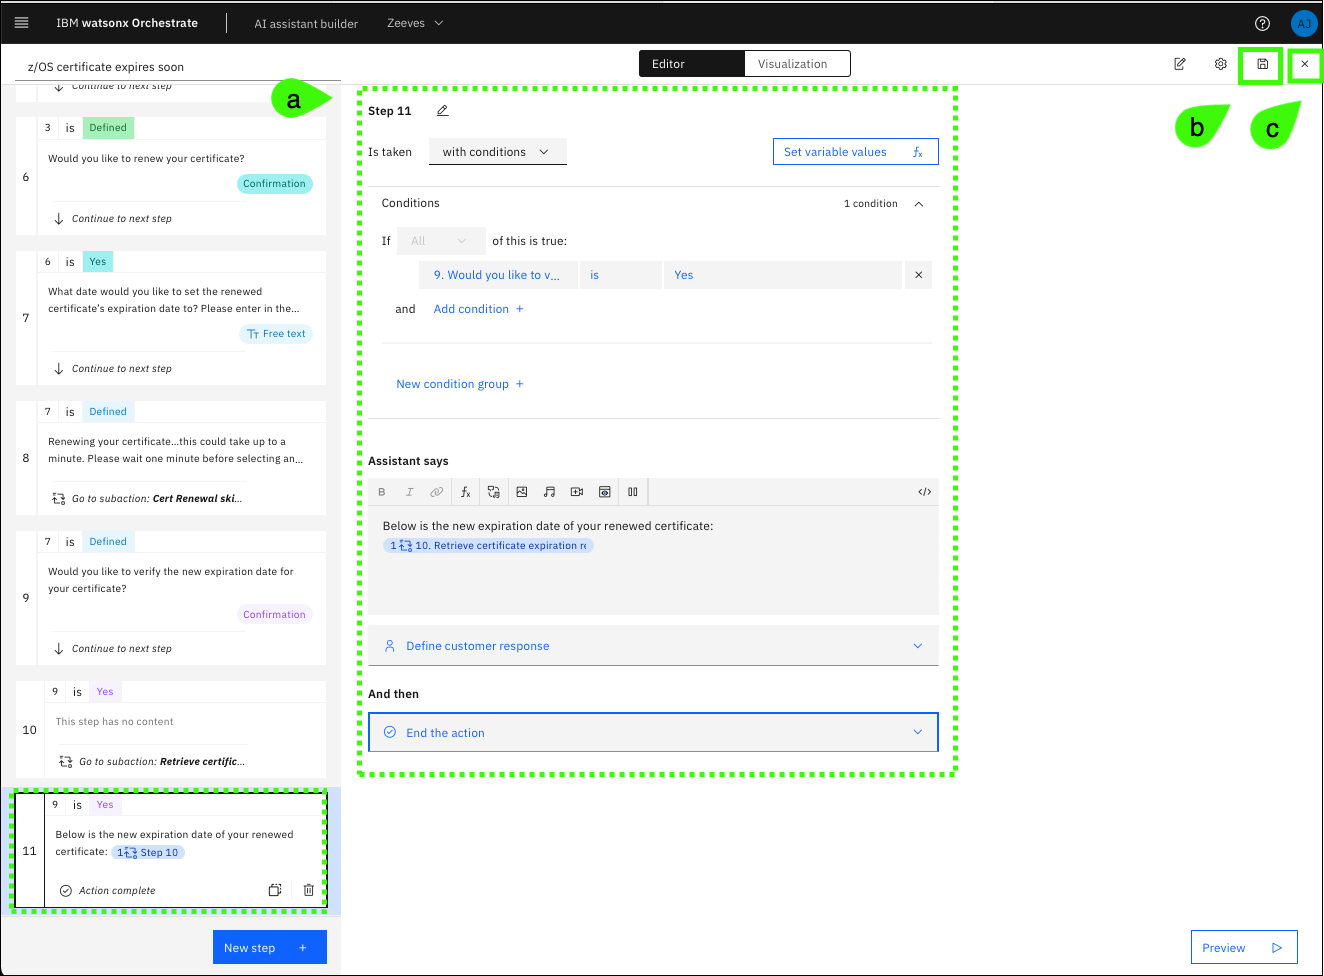 IBM watsonx Orchestrate
AI assistant builder
Zeeves
AJ
z/OS certificate expires soon
Editor
Visualization
a
b
c
Continue to next step
3 is Defined
6
Would you like to renew your certificate?
Confirmation
Continue to next step
6 is Yes
7
What date would you like to set the renewed
certificate's expiration date to? Please enter in the...
Free text
Continue to next step
7 is Defined
8
Renewing your certificate...this could take up to a
minute. Please wait one minute before selecting an...
Go to subaction: Cert Renewal ski...
7 is Defined
9
Would you like to verify the new expiration date for
your certificate?
Confirmation
Continue to next step
9 is Yes
10
This step has no content
Go to subaction: Retrieve certific...
9 is Yes
11
Below is the new expiration date of your renewed
certificate: 1 Step 10
Action complete
New step +
Step 11
Is taken with conditions
Set variable values fx
Conditions
1 condition
If All of this is true:
9. Would you like to v... is Yes
and Add condition +
New condition group +
Assistant says
B I fx </>
Below is the new expiration date of your renewed certificate:
1 10. Retrieve certificate expiration re
Define customer response
And then
End the action
Preview